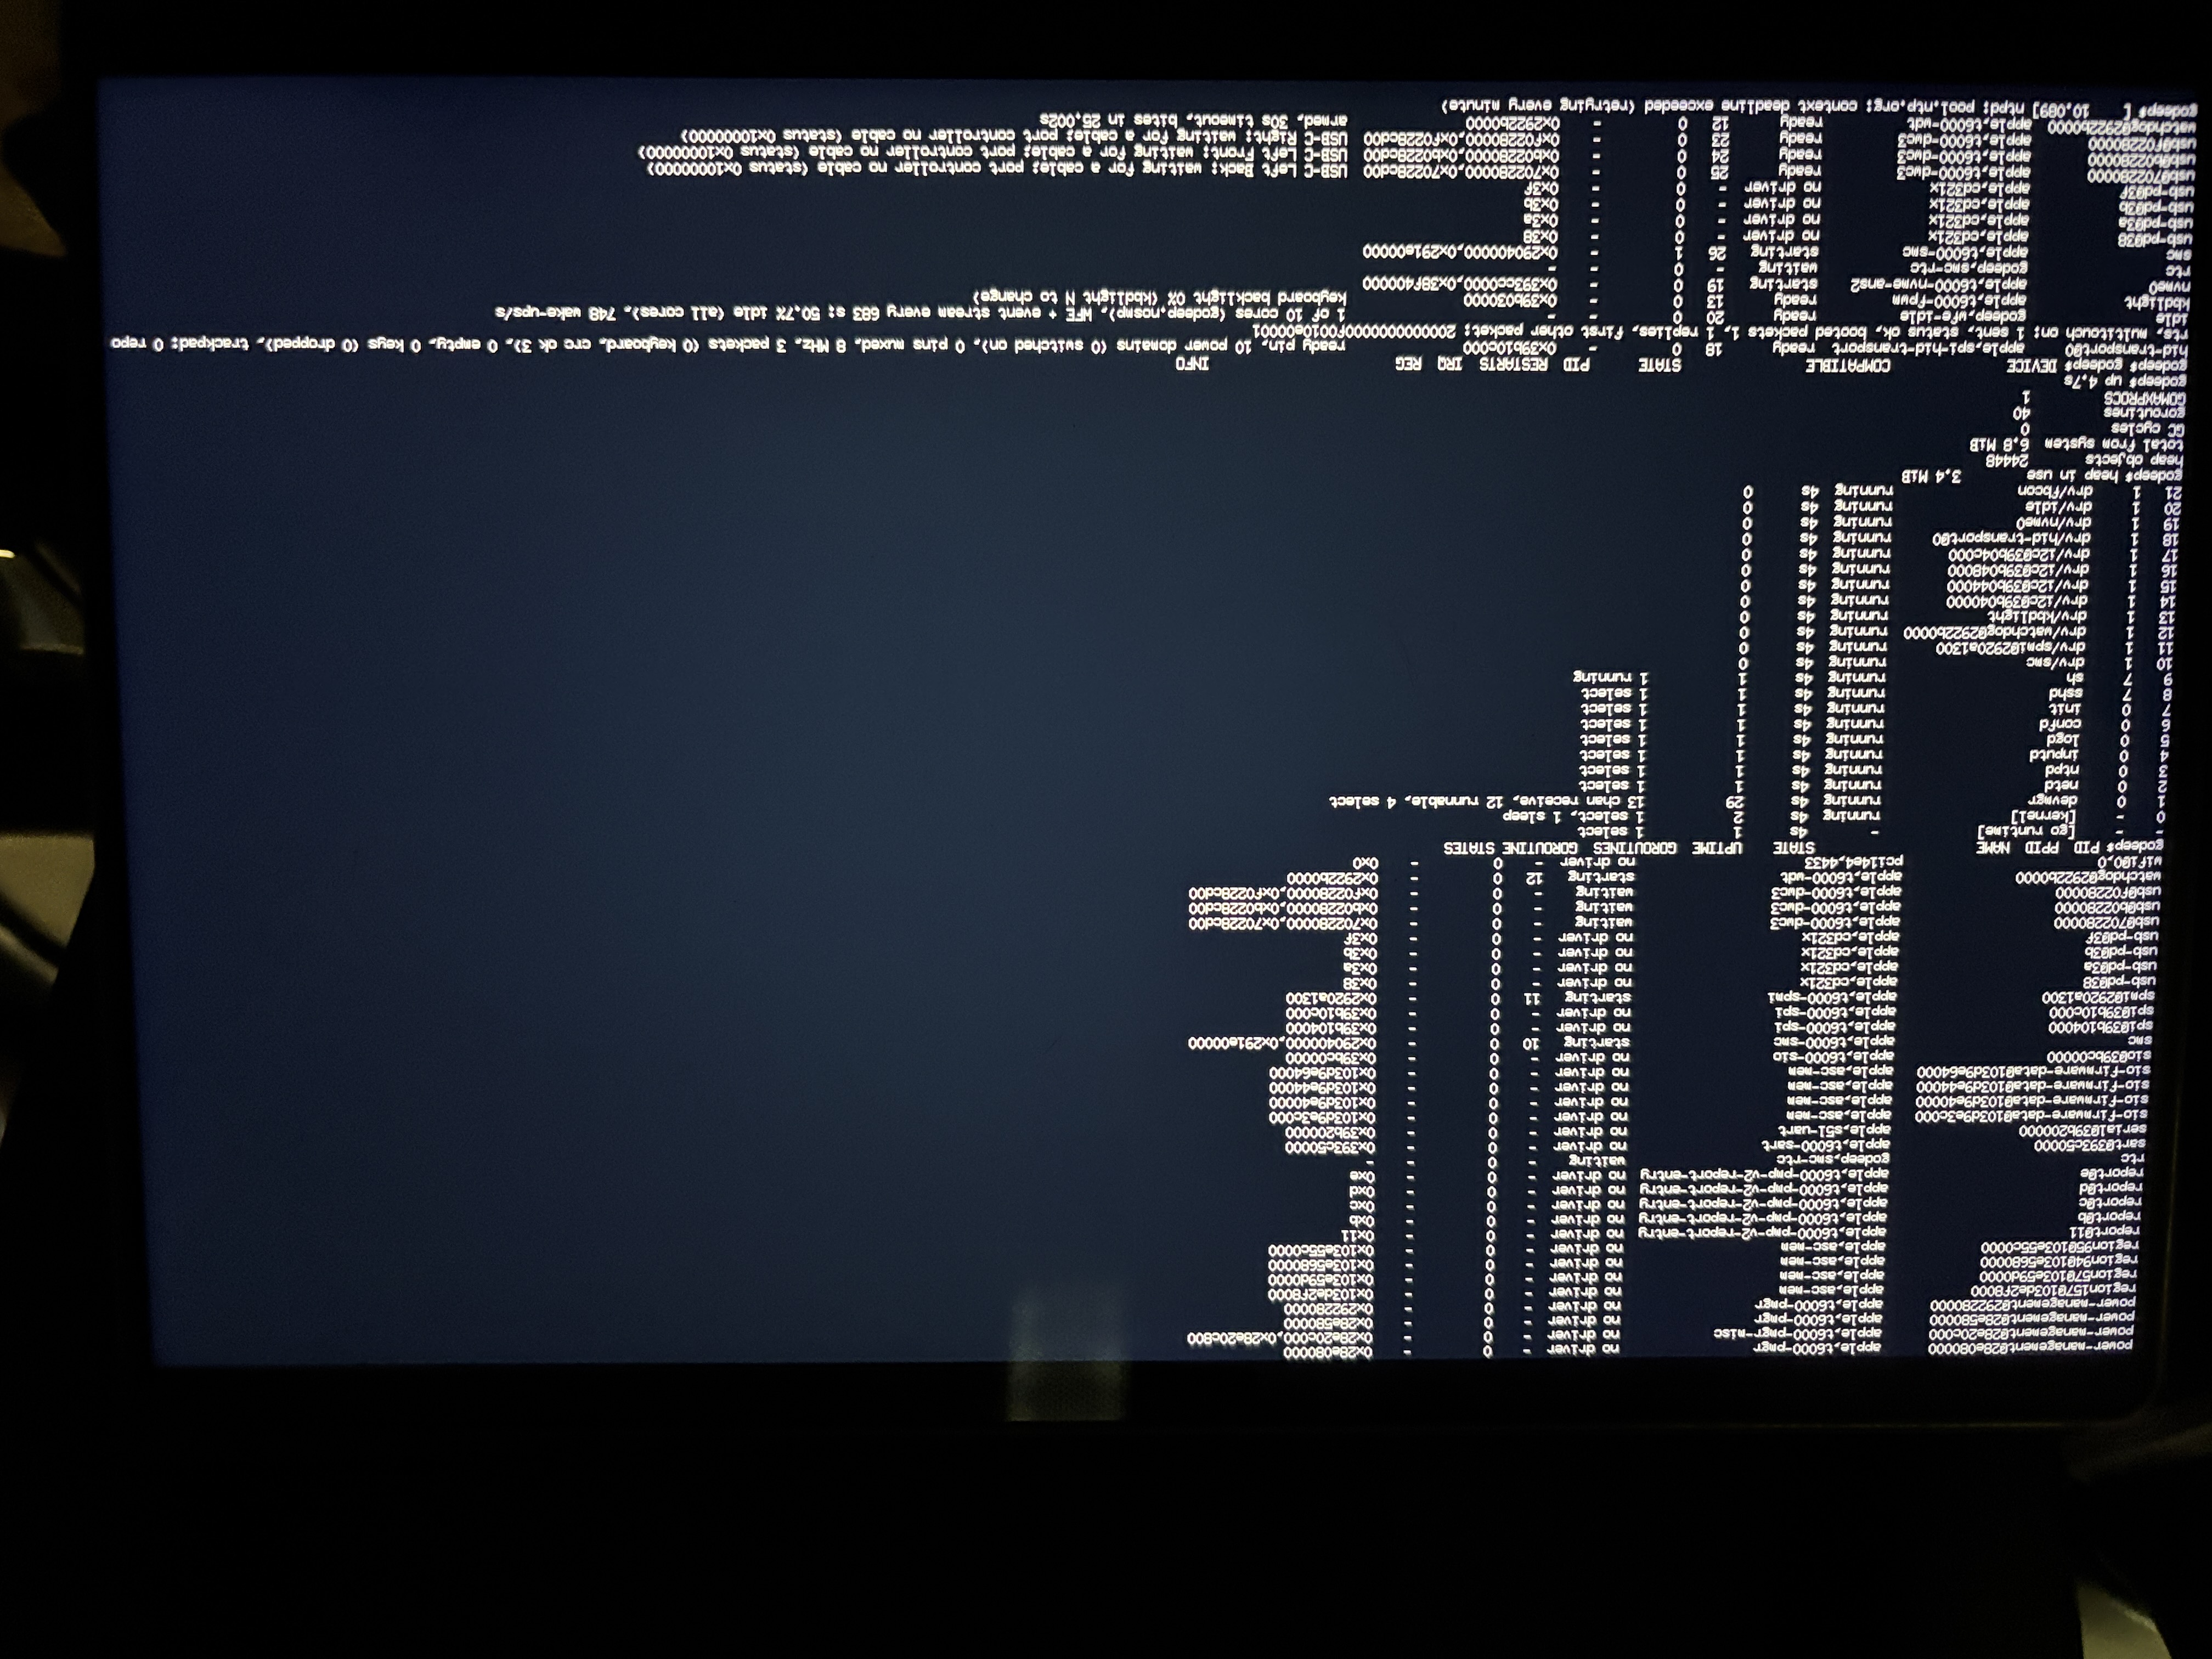 power-management@28e080000 apple,t6000-pmgr no driver - 0 - 0x28e080000
power-management@28e20c000 apple,t6000-pmgr-misc no driver - 0 - 0x28e20c000,0x28e20c800
power-management@28e580000 apple,t6000-pmgr no driver - 0 - 0x28e580000
power-management@292280000 apple,t6000-pmgr no driver - 0 - 0x292280000
region157@103de2f8000 apple,asc-mem no driver - 0 - 0x103de2f8000
region57@103e59d0000 apple,asc-mem no driver - 0 - 0x103e59d0000
region94@103e5680000 apple,asc-mem no driver - 0 - 0x103e5680000
region95@103e55c0000 apple,asc-mem no driver - 0 - 0x103e55c0000
report@11 apple,t6000-pmp-v2-report-entry no driver - 0 - 0x11
report@b apple,t6000-pmp-v2-report-entry no driver - 0 - 0xb
report@c apple,t6000-pmp-v2-report-entry no driver - 0 - 0xc
report@d apple,t6000-pmp-v2-report-entry no driver - 0 - 0xd
report@e apple,t6000-pmp-v2-report-entry no driver - 0 - 0xe
rtc godeep,smc-rtc waiting - 0 - -
sart@393c50000 apple,t6000-sart no driver - 0 - 0x393c50000
serial@39b200000 apple,s5l-uart no driver - 0 - 0x39b200000
sio-firmware-data@103d9e3c000 apple,asc-mem no driver - 0 - 0x103d9e3c000
sio-firmware-data@103d9e40000 apple,asc-mem no driver - 0 - 0x103d9e40000
sio-firmware-data@103d9e44000 apple,asc-mem no driver - 0 - 0x103d9e44000
sio-firmware-data@103d9e64000 apple,asc-mem no driver - 0 - 0x103d9e64000
sio@39bc00000 apple,t6000-sio no driver - 0 - 0x39bc00000
smc apple,t6000-smc starting 10 0 - 0x290400000,0x291e00000
spi@39b104000 apple,t6000-spi no driver - 0 - 0x39b104000
spi@39b10c000 apple,t6000-spi no driver - 0 - 0x39b10c000
spmi@2920a1300 apple,t6000-spmi starting 11 0 - 0x2920a1300
usb-pd@38 apple,cd321x no driver - 0 - 0x38
usb-pd@3a apple,cd321x no driver - 0 - 0x3a
usb-pd@3b apple,cd321x no driver - 0 - 0x3b
usb-pd@3f apple,cd321x no driver - 0 - 0x3f
usb@702280000 apple,t6000-dwc3 waiting - 0 - 0x702280000,0x70228cd00
usb@b02280000 apple,t6000-dwc3 waiting - 0 - 0xb02280000,0xb0228cd00
usb@f02280000 apple,t6000-dwc3 waiting - 0 - 0xf02280000,0xf0228cd00
watchdog@2922b0000 apple,t6000-wdt starting 12 0 - 0x2922b0000
wifi@0,0 pci14e4,4433 no driver - 0 - 0x0
godeep# PID PPID NAME STATE UPTIME GOROUTINES GOROUTINE STATES
- - [go runtime] - 4s 1 1 select
0 - [kernel] running 4s 2 1 select, 1 sleep
1 0 devmgr running 4s 29 13 chan receive, 12 runnable, 4 select
2 0 netd running 4s 1 1 select
3 0 ntpd running 4s 1 1 select
4 0 inputd running 4s 1 1 select
5 0 logd running 4s 1 1 select
6 0 confd running 4s 1 1 select
7 0 init running 4s 1 1 select
8 7 sshd running 4s 1 1 select
9 7 sh running 4s 1 1 running
10 1 drv/smc running 4s 0
11 1 drv/spmi@2920a1300 running 4s 0
12 1 drv/watchdog@2922b0000 running 4s 0
13 1 drv/kbdlight running 4s 0
14 1 drv/i2c@39b040000 running 4s 0
15 1 drv/i2c@39b044000 running 4s 0
16 1 drv/i2c@39b048000 running 4s 0
17 1 drv/i2c@39b04c000 running 4s 0
18 1 drv/hid-transport@0 running 4s 0
19 1 drv/nvme0 running 4s 0
20 1 drv/idle running 4s 0
21 1 drv/fbcon running 4s 0
godeep# heap in use 3.4 MiB
heap objects 24448
total from system 6.8 MiB
GC cycles 0
goroutines 40
GOMAXPROCS 1
godeep# up 4.7s
godeep# godeep# DEVICE COMPATIBLE STATE PID RESTARTS IRQ REG INFO
hid-transport@0 apple,spi-hid-transport ready 18 0 - 0x39b10c000 ready pin, 10 power domains (0 switched on), 0 pins muxed, 8 MHz, 3 packets (0 keyboard, crc ok 3), 0 empty, 0 keys (0 dropped), trackpad: 0 repo
rts, multitouch on: 1 sent, status ok, booted packets 1, 1 replies, first other packet: 2000000000000f0010e00001
idle godeep,wfe-idle ready 20 0 - - 1 of 10 cores (godeep.nosmp), WFE + event stream every 683 s: 50.7% idle (all cores), 748 wake-ups/s
kbdlight apple,t6000-fpwm ready 13 0 - 0x39b030000 keyboard backlight 0% (kbdlight N to change)
nvme0 apple,t6000-nvme-ans2 starting 19 0 - 0x393cc0000,0x38f400000
rtc godeep,smc-rtc waiting - 0 - -
smc apple,t6000-smc starting 26 1 - 0x290400000,0x291e00000
usb-pd@38 apple,cd321x no driver - 0 - 0x38
usb-pd@3a apple,cd321x no driver - 0 - 0x3a
usb-pd@3b apple,cd321x no driver - 0 - 0x3b
usb-pd@3f apple,cd321x no driver - 0 - 0x3f
usb@702280000 apple,t6000-dwc3 ready 25 0 - 0x702280000,0x70228cd00 USB-C Left Back: waiting for a cable; port controller no cable (status 0x10000000)
usb@b02280000 apple,t6000-dwc3 ready 24 0 - 0xb02280000,0xb0228cd00 USB-C Left Front: waiting for a cable; port controller no cable (status 0x10000000)
usb@f02280000 apple,t6000-dwc3 ready 23 0 - 0xf02280000,0xf0228cd00 USB-C Right: waiting for a cable; port controller no cable (status 0x10000000)
watchdog@2922b0000 apple,t6000-wdt ready 12 0 - 0x2922b0000 armed, 30s timeout, bites in 25.002s
godeep# [ 10.089] ntpd: pool.ntp.org: context deadline exceeded (retrying every minute)